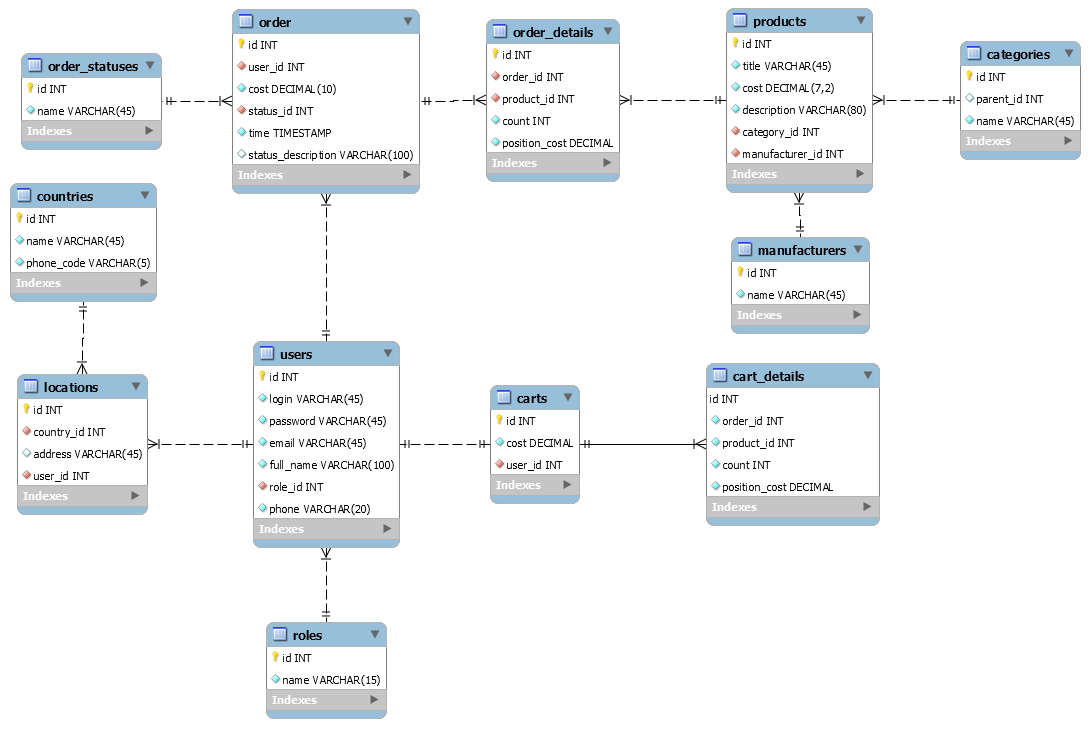 order_statuses
id INT
name VARCHAR(45)
Indexes
order
id INT
user_id INT
cost DECIMAL(10)
status_id INT
time TIMESTAMP
status_description VARCHAR(100)
Indexes
order_details
id INT
order_id INT
product_id INT
count INT
position_cost DECIMAL
Indexes
products
id INT
title VARCHAR(45)
cost DECIMAL(7,2)
description VARCHAR(80)
category_id INT
manufacturer_id INT
Indexes
categories
id INT
parent_id INT
name VARCHAR(45)
Indexes
countries
id INT
name VARCHAR(45)
phone_code VARCHAR(5)
Indexes
manufacturers
id INT
name VARCHAR(45)
Indexes
locations
id INT
country_id INT
address VARCHAR(45)
user_id INT
Indexes
users
id INT
login VARCHAR(45)
password VARCHAR(45)
email VARCHAR(45)
full_name VARCHAR(100)
role_id INT
phone VARCHAR(20)
Indexes
carts
id INT
cost DECIMAL
user_id INT
Indexes
cart_details
id INT
order_id INT
product_id INT
count INT
position_cost DECIMAL
Indexes
roles
id INT
name VARCHAR(15)
Indexes